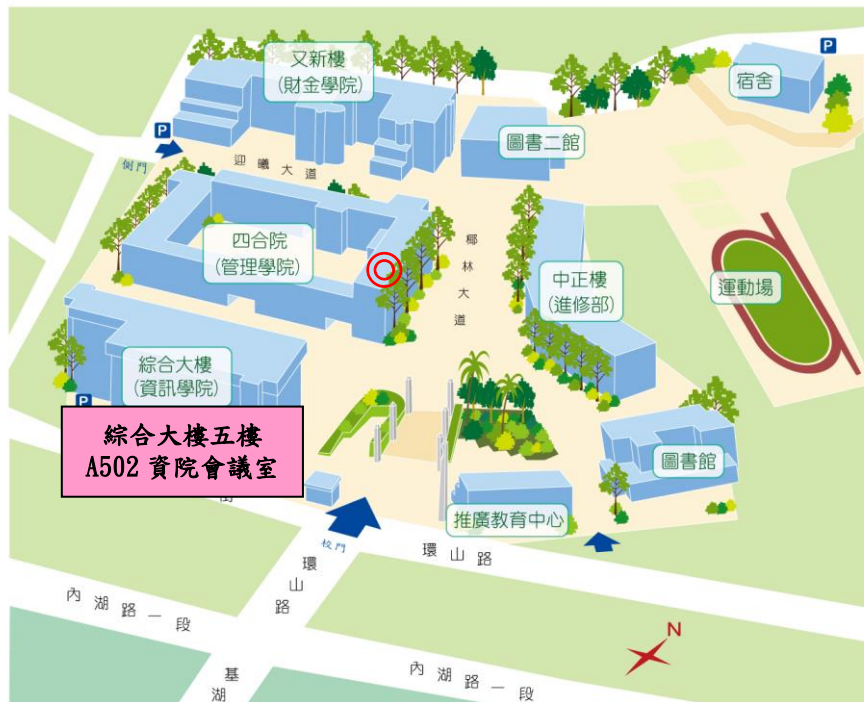 又新樓
(財金學院)
P
宿舍
圖書二館
P
側門
迎曦大道
四合院
(管理學院)
椰林大道
中正樓
(進修部)
運動場
綜合大樓
(資訊學院)
P
綜合大樓五樓
A502 資院會議室
圖書館
推廣教育中心
校門
環山路
環山路
內湖路一段
內湖路一段
基湖
N